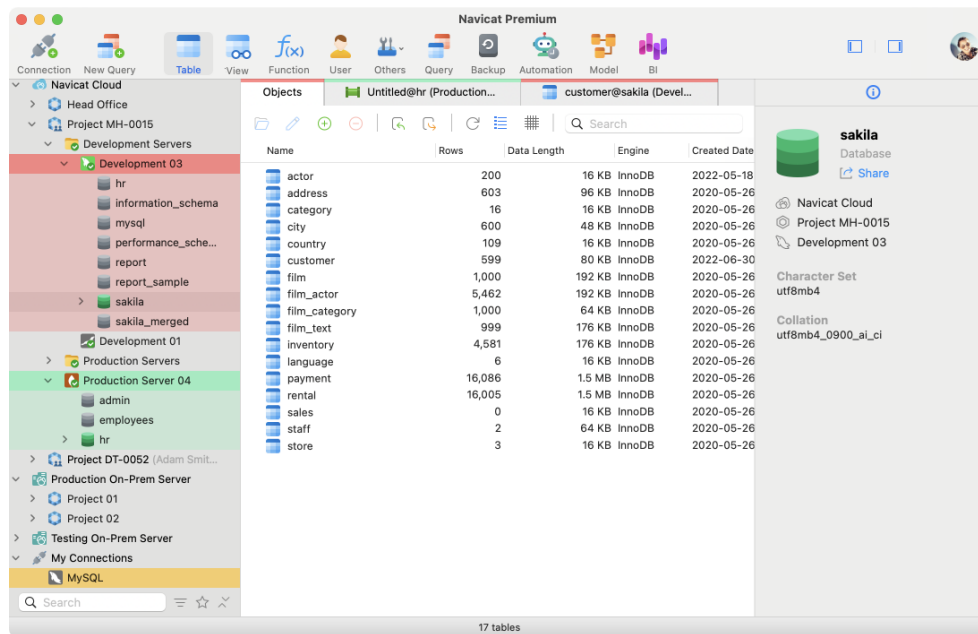 Navicat Premium
Connection New Query Table View Function User Others Query Backup Automation Model BI
Navicat Cloud
Head Office
Project MH-0015
Development Servers
Development 03
hr
information_schema
mysql
performance_sche...
report
report_sample
sakila
sakila_merged
Development 01
Production Servers
Production Server 04
admin
employees
hr
Project DT-0052 (Adam Smit...
Production On-Prem Server
Project 01
Project 02
Testing On-Prem Server
My Connections
MySQL
Search
Objects Untitled@hr (Production... customer@sakila (Devel...
Search
Name Rows Data Length Engine Created Date
actor 200 16 KB InnoDB 2022-05-18
address 603 96 KB InnoDB 2020-05-26
category 16 16 KB InnoDB 2020-05-26
city 600 48 KB InnoDB 2020-05-26
country 109 16 KB InnoDB 2020-05-26
customer 599 80 KB InnoDB 2022-06-30
film 1,000 192 KB InnoDB 2020-05-26
film_actor 5,462 192 KB InnoDB 2020-05-26
film_category 1,000 64 KB InnoDB 2020-05-26
film_text 999 176 KB InnoDB 2020-05-26
inventory 4,581 176 KB InnoDB 2020-05-26
language 6 16 KB InnoDB 2020-05-26
payment 16,086 1.5 MB InnoDB 2020-05-26
rental 16,005 1.5 MB InnoDB 2020-05-26
sales 0 16 KB InnoDB 2020-05-26
staff 2 64 KB InnoDB 2020-05-26
store 3 16 KB InnoDB 2020-05-26
sakila
Database
Share
Navicat Cloud
Project MH-0015
Development 03
Character Set
utf8mb4
Collation
utf8mb4_0900_ai_ci
17 tables